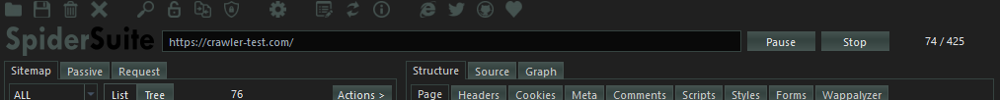 SpiderSuite
https://crawler-test.com/
Pause
Stop
74 / 425
Sitemap
Passive
Request
Structure
Source
Graph
ALL
List
Tree
76
Actions >
Page
Headers
Cookies
Meta
Comments
Scripts
Styles
Forms
Wappalyzer